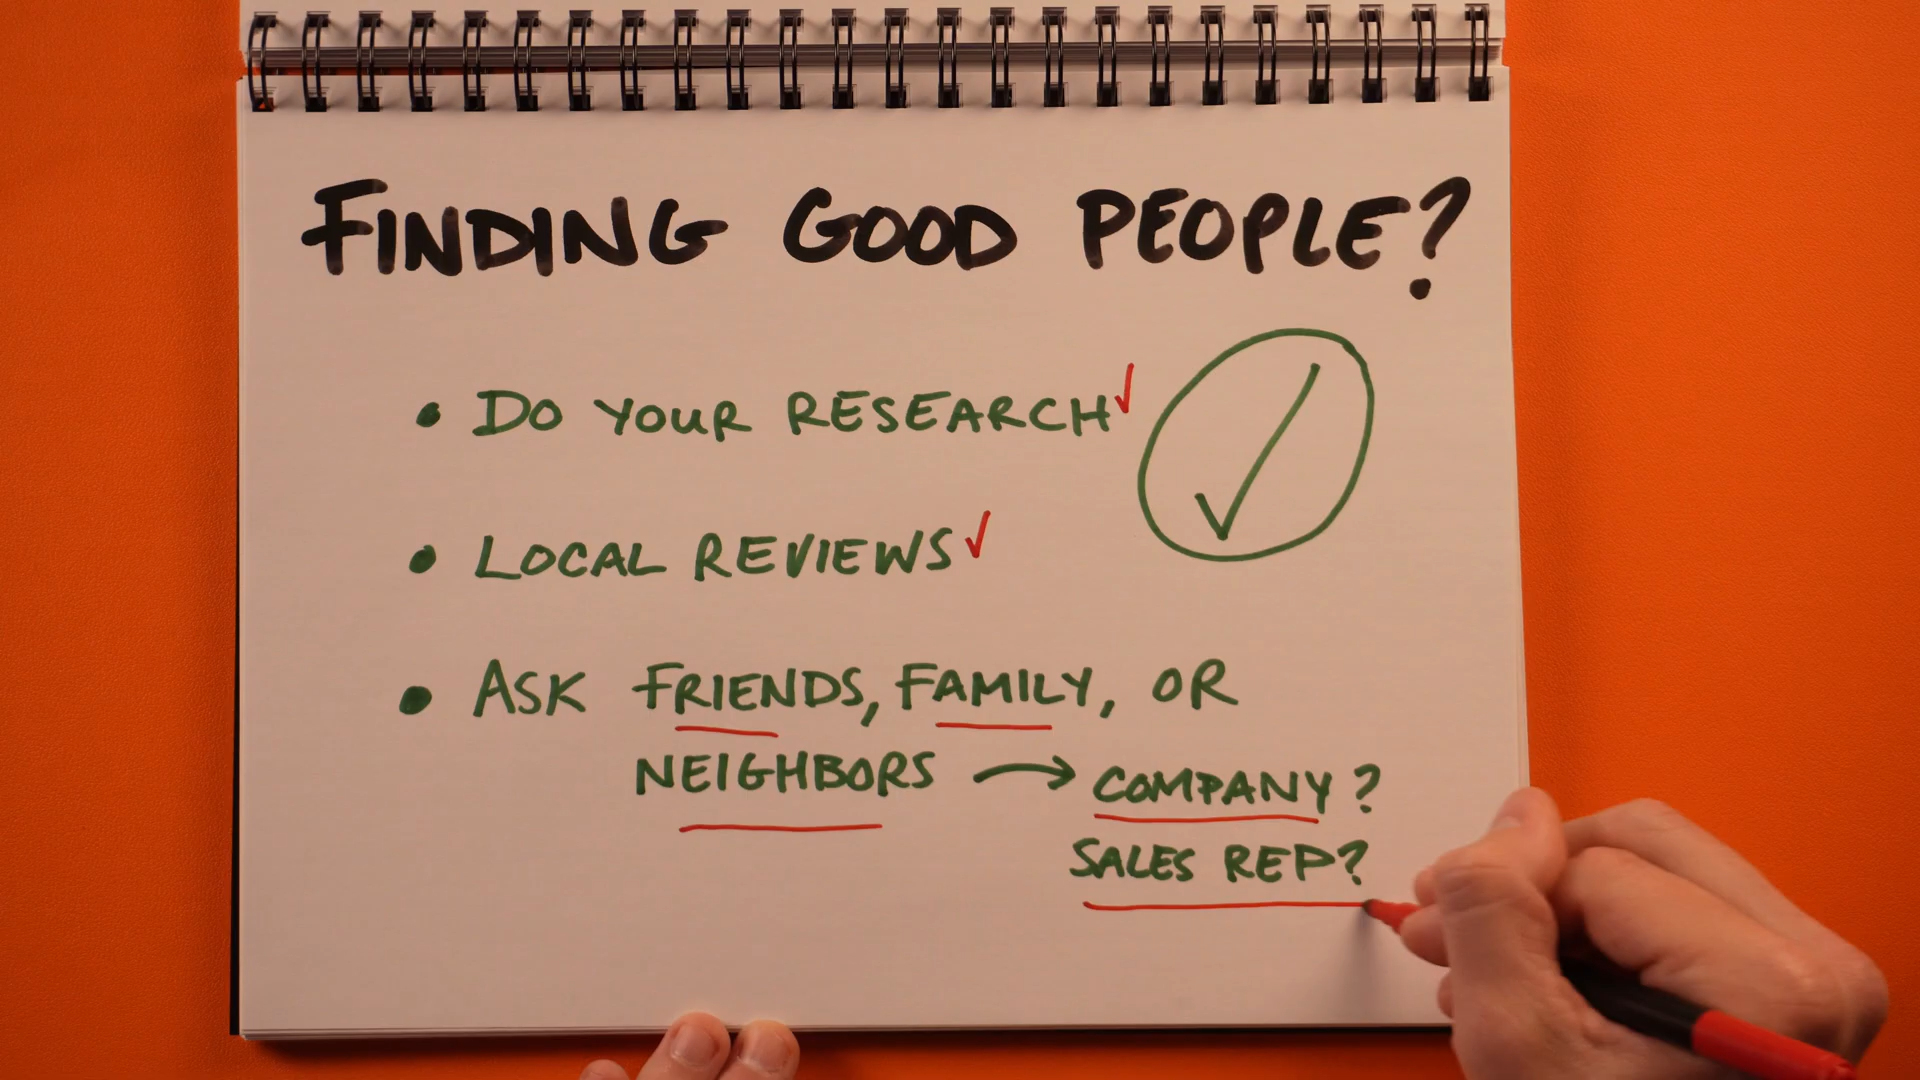 FINDING GOOD PEOPLE?
• DO YOUR RESEARCH ✓
• LOCAL REVIEWS ✓
• ASK FRIENDS, FAMILY, OR
NEIGHBORS → COMPANY?
SALES REP?